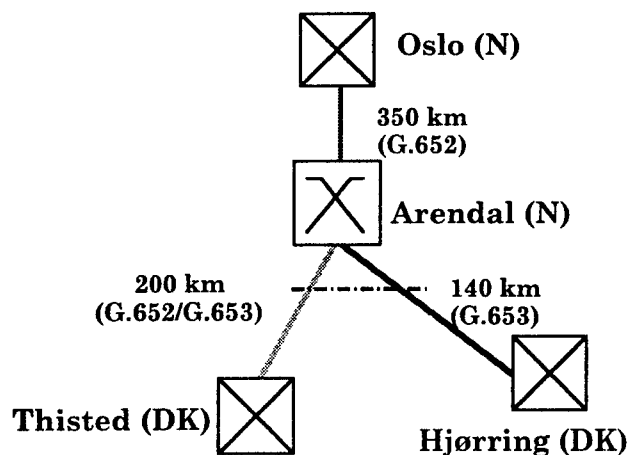 Oslo (N)
350 km
(G.652)
Arendal (N)
200 km
(G.652/G.653)
140 km
(G.653)
Thisted (DK)
Hjørring (DK)